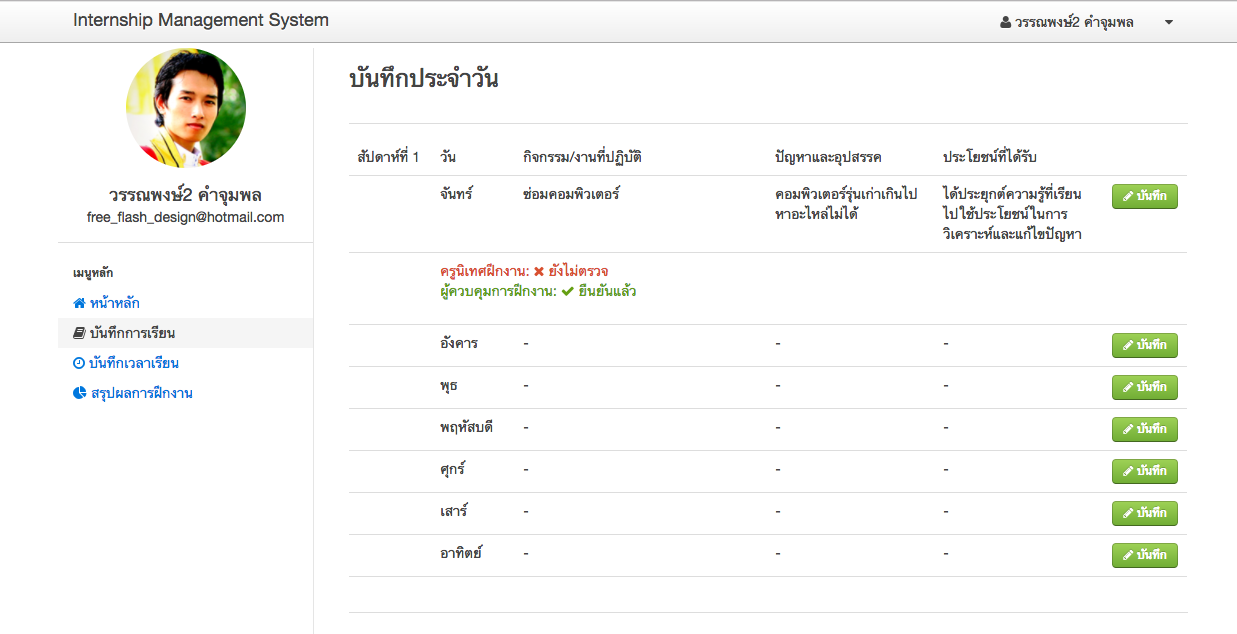 Internship Management System
วรรณพงษ์2 คำจุมพล
วรรณพงษ์2 คำจุมพล
free_flash_design@hotmail.com
เมนูหลัก
หน้าหลัก
บันทึกการเรียน
บันทึกเวลาเรียน
สรุปผลการฝึกงาน
บันทึกประจำวัน
สัปดาห์ที่ 1 วัน กิจกรรม/งานที่ปฏิบัติ ปัญหาและอุปสรรค ประโยชน์ที่ได้รับ
จันทร์ ซ่อมคอมพิวเตอร์ คอมพิวเตอร์รุ่นเก่าเกินไป ได้ประยุกต์ความรู้ที่เรียน บันทึก
หาอะไหล่ไม่ได้ ไปใช้ประโยชน์ในการ
วิเคราะห์และแก้ไขปัญหา
ครูนิเทศฝึกงาน: ยังไม่ตรวจ
ผู้ควบคุมการฝึกงาน: ยืนยันแล้ว
อังคาร - - - บันทึก
พุธ - - - บันทึก
พฤหัสบดี - - - บันทึก
ศุกร์ - - - บันทึก
เสาร์ - - - บันทึก
อาทิตย์ - - - บันทึก